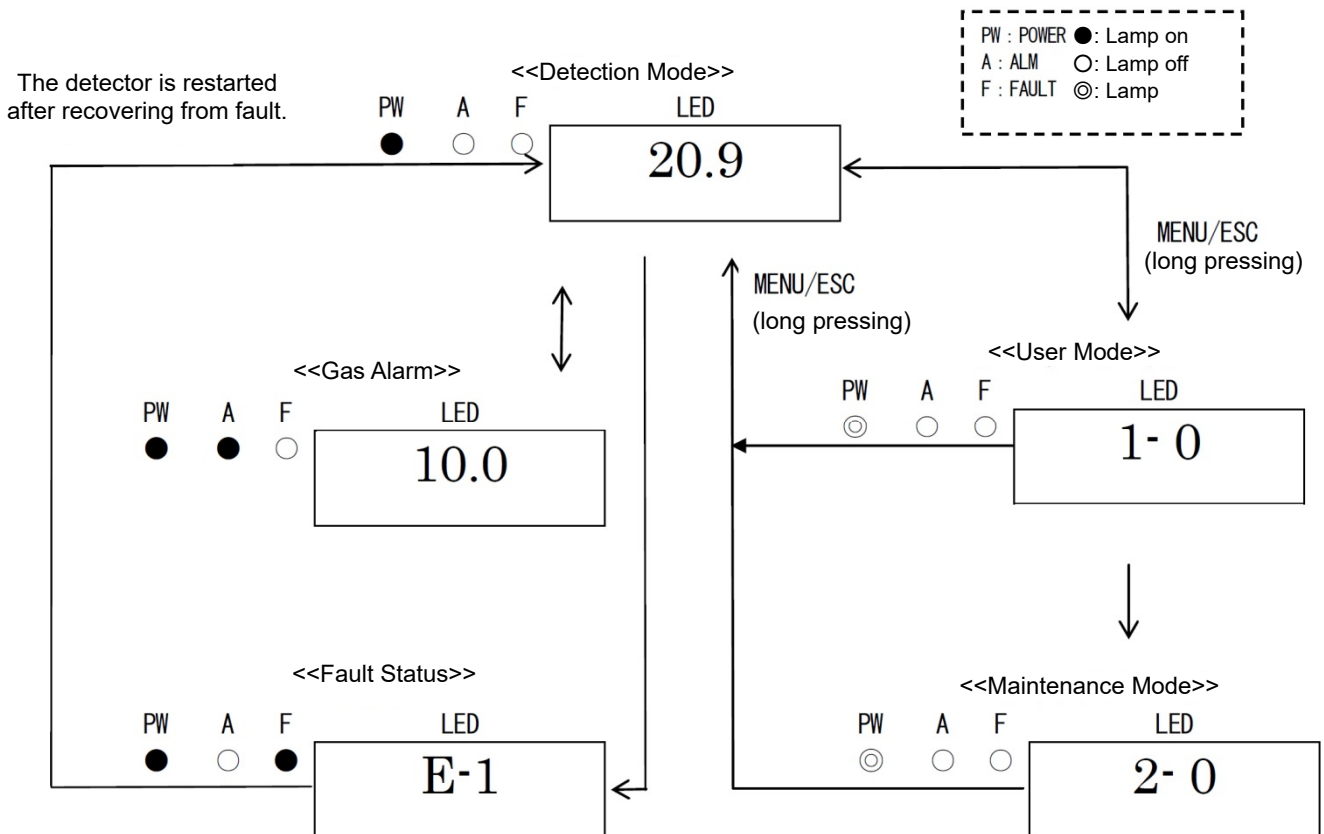 PW : POWER ●: Lamp on
A : ALM ○: Lamp off
F : FAULT ◎: Lamp
The detector is restarted
after recovering from fault.
<<Detection Mode>>
PW A F LED
● ○ ○
20.9
MENU/ESC
(long pressing)
MENU/ESC
(long pressing)
<<Gas Alarm>>
PW A F LED
● ● ○
10.0
<<User Mode>>
PW A F LED
◎ ○ ○
1- 0
<<Fault Status>>
PW A F LED
● ○ ●
E-1
<<Maintenance Mode>>
PW A F LED
◎ ○ ○
2- 0